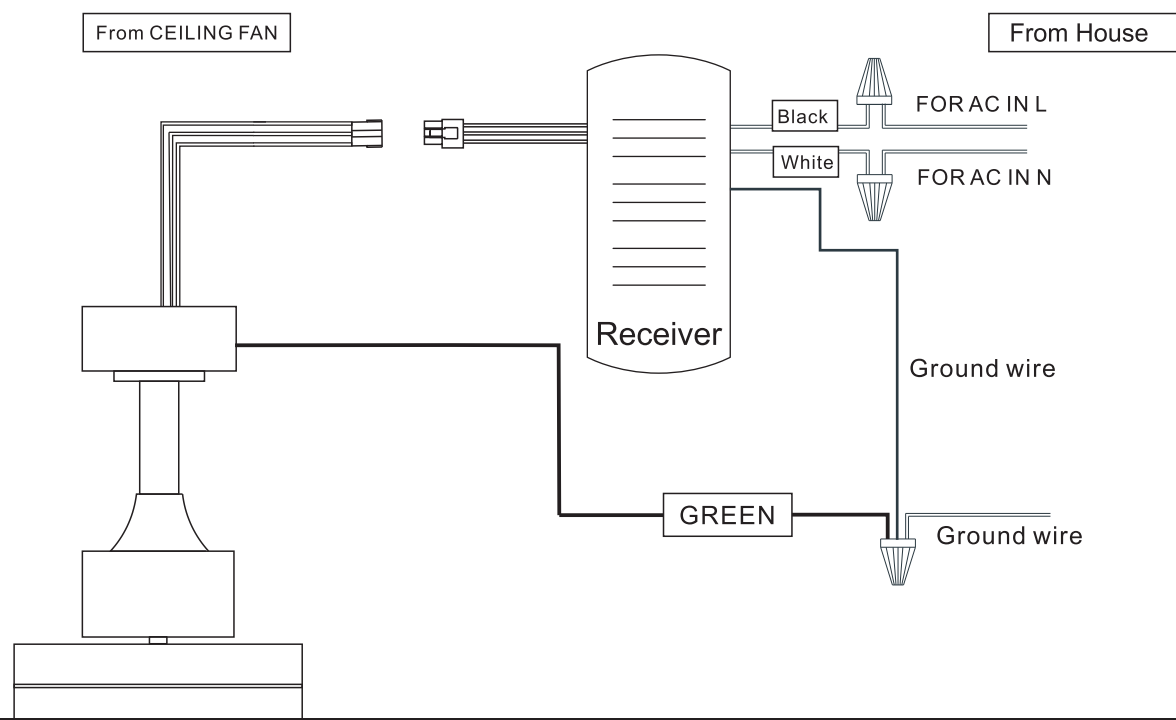 From CEILING FAN
From House
Black
FOR AC IN L
White
FOR AC IN N
Receiver
Ground wire
GREEN
Ground wire